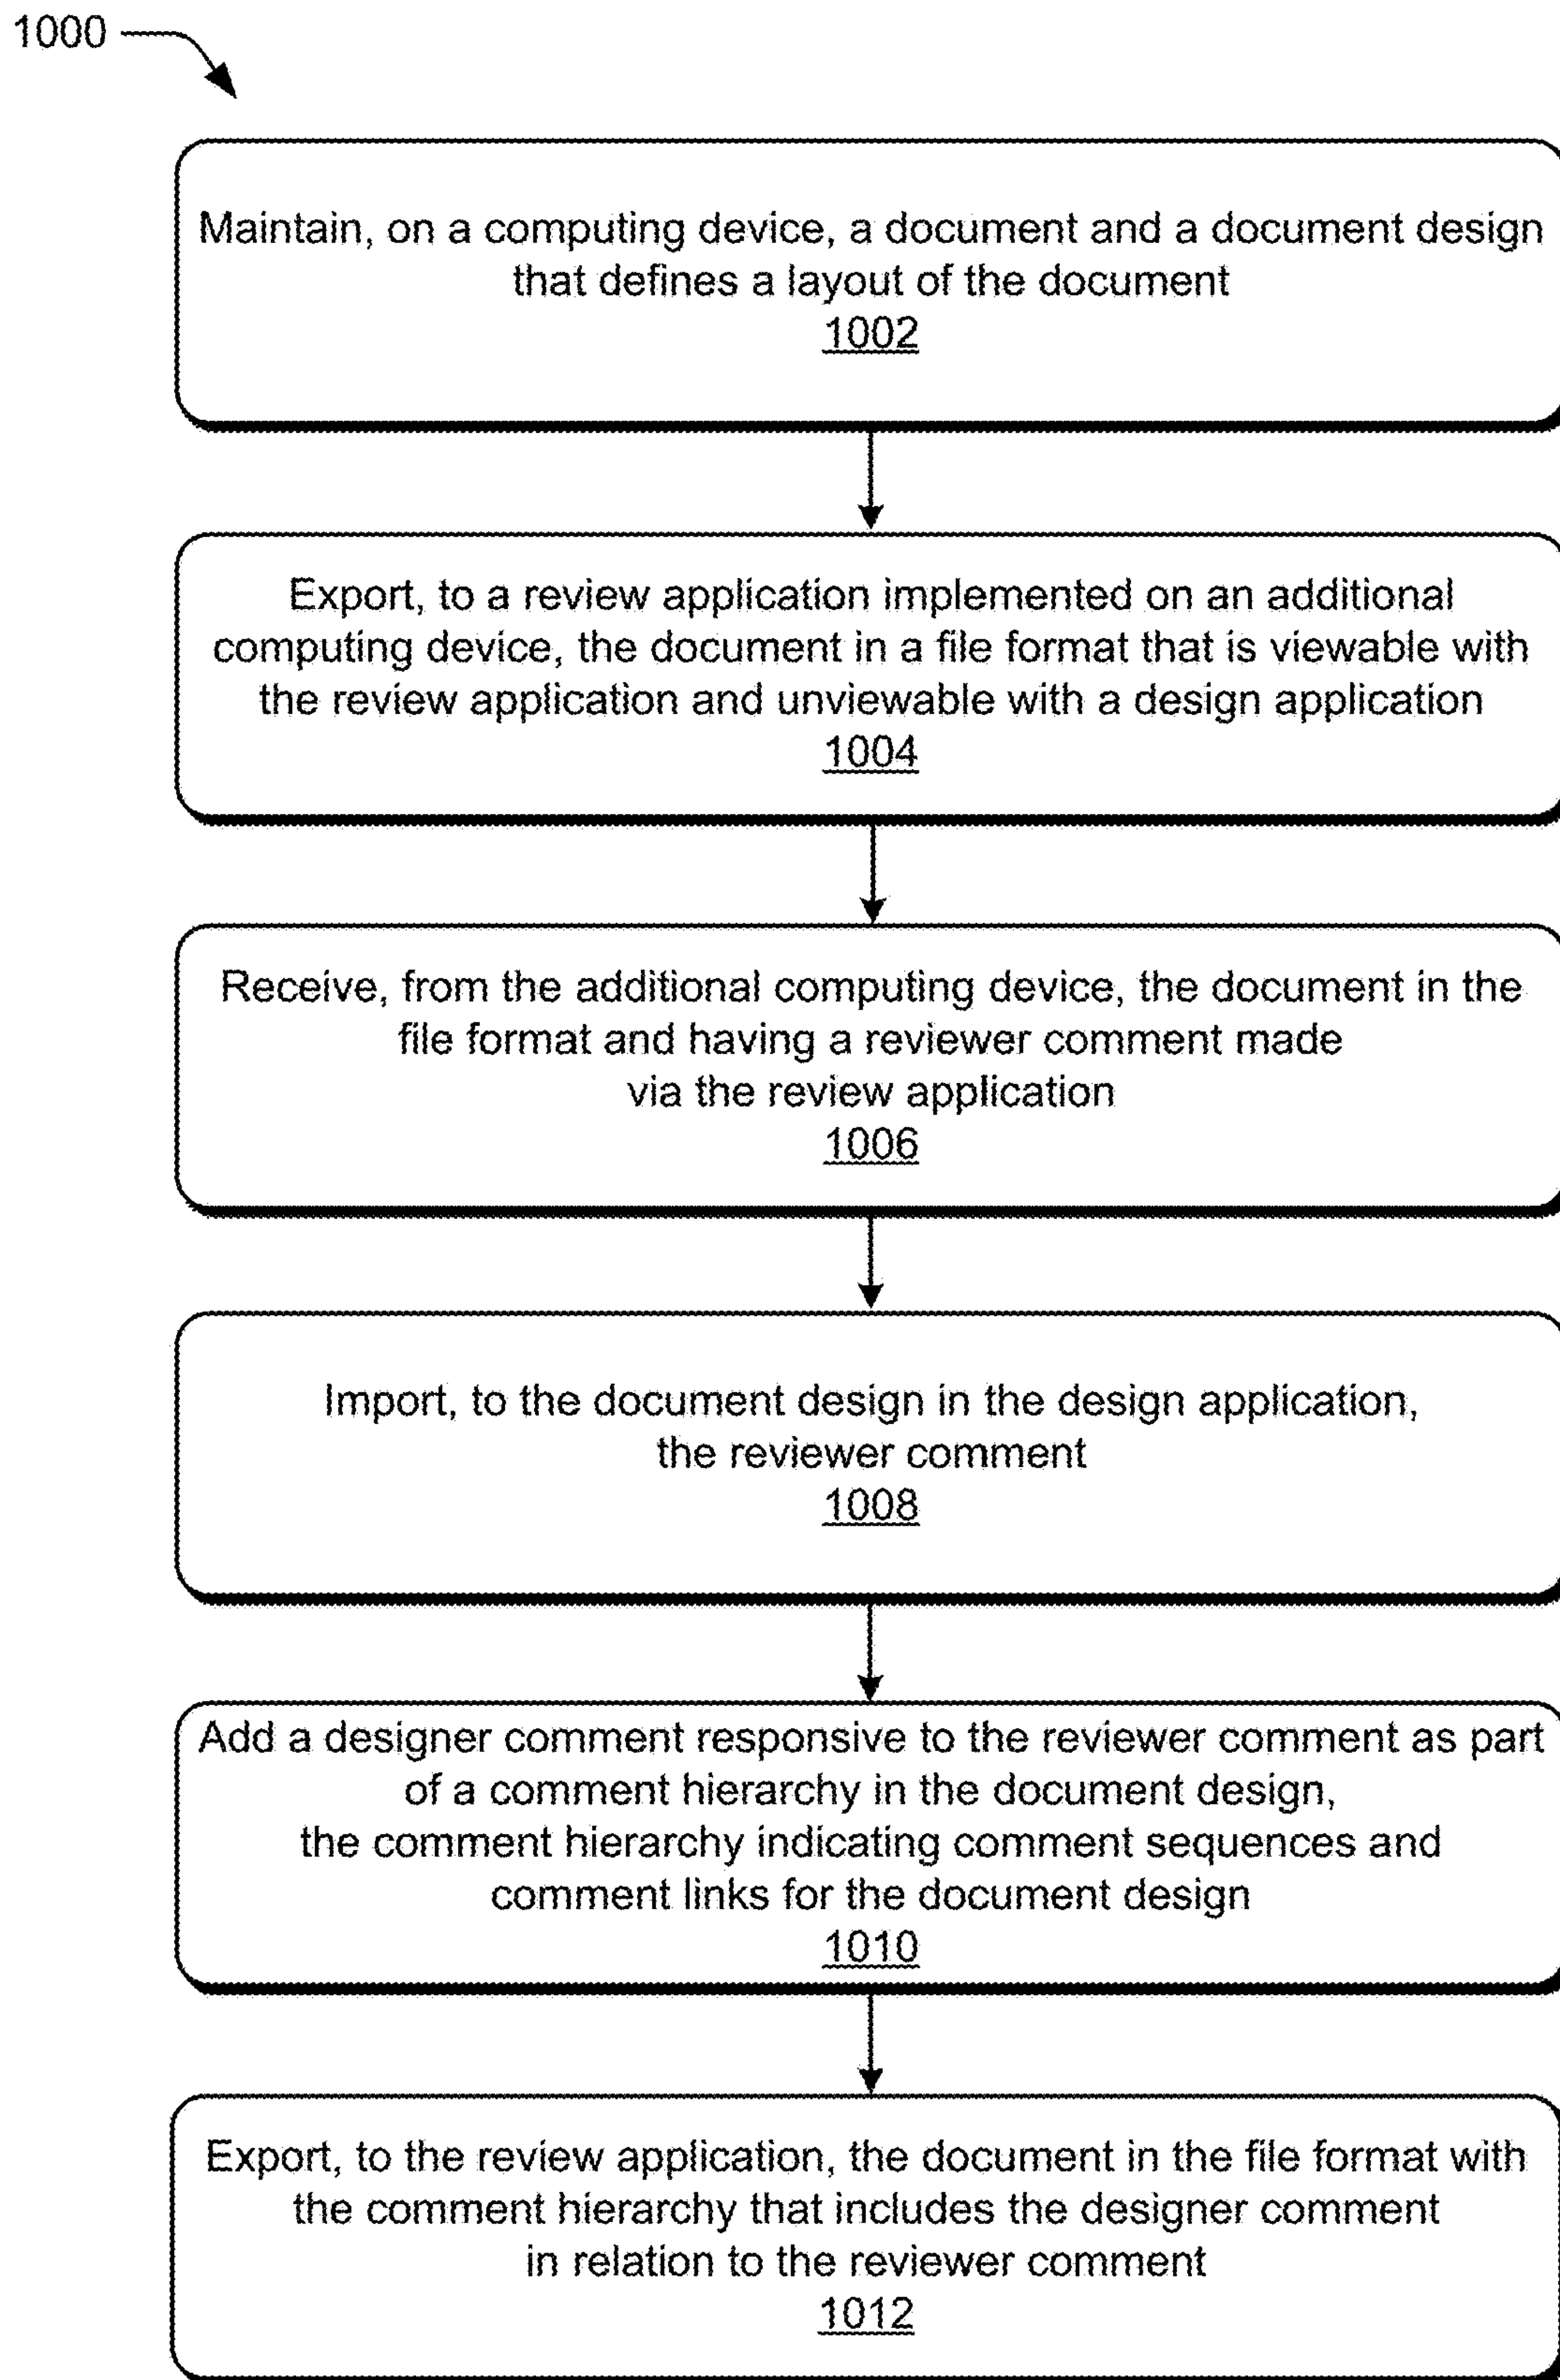 1000
Maintain, on a computing device, a document and a document design
that defines a layout of the document
1002
Export, to a review application implemented on an additional
computing device, the document in a file format that is viewable with
the review application and unviewable with a design application
1004
Receive, from the additional computing device, the document in the
file format and having a reviewer comment made
via the review application
1006
Import, to the document design in the design application,
the reviewer comment
1008
Add a designer comment responsive to the reviewer comment as part
of a comment hierarchy in the document design,
the comment hierarchy indicating comment sequences and
comment links for the document design
1010
Export, to the review application, the document in the file format with
the comment hierarchy that includes the designer comment
in relation to the reviewer comment
1012